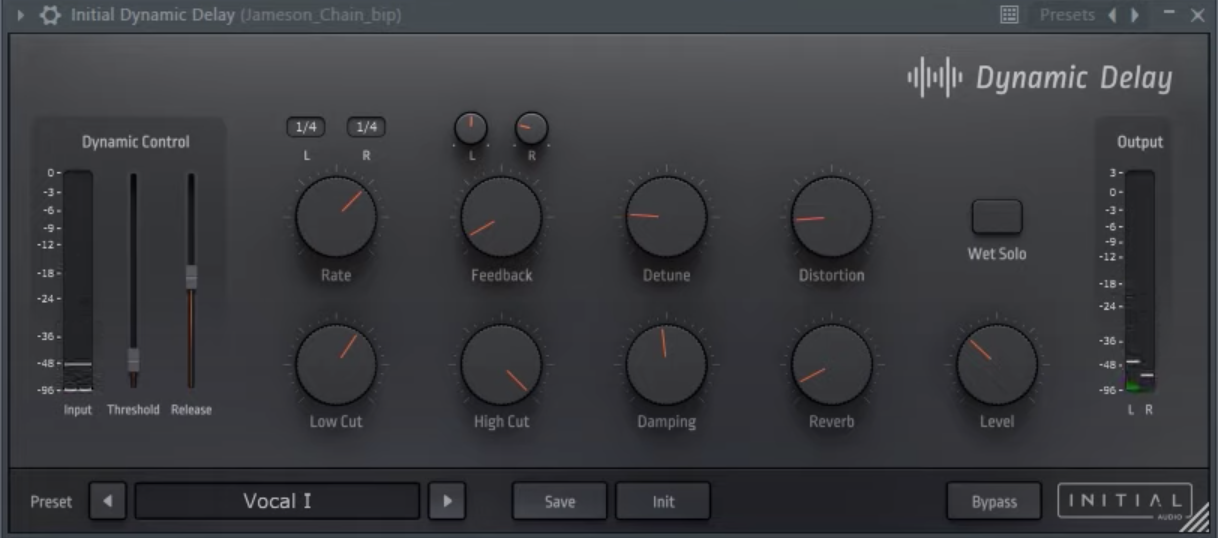 Initial Dynamic Delay (Jameson_Chain_bip) Presets
Dynamic Delay
Dynamic Control
1/4 1/4
L R
L R
Output
0-
-3-
-6-
-9-
-12-
-18-
-24-
-36-
-48-
-96-
Input Threshold Release
Rate Feedback Detune Distortion
Wet Solo
Low Cut High Cut Damping Reverb Level
3-
0-
-3-
-6-
-9-
-12-
-18-
-24-
-36-
-48-
-96-
L R
Preset Vocal I Save Init Bypass INITIAL
AUDIO